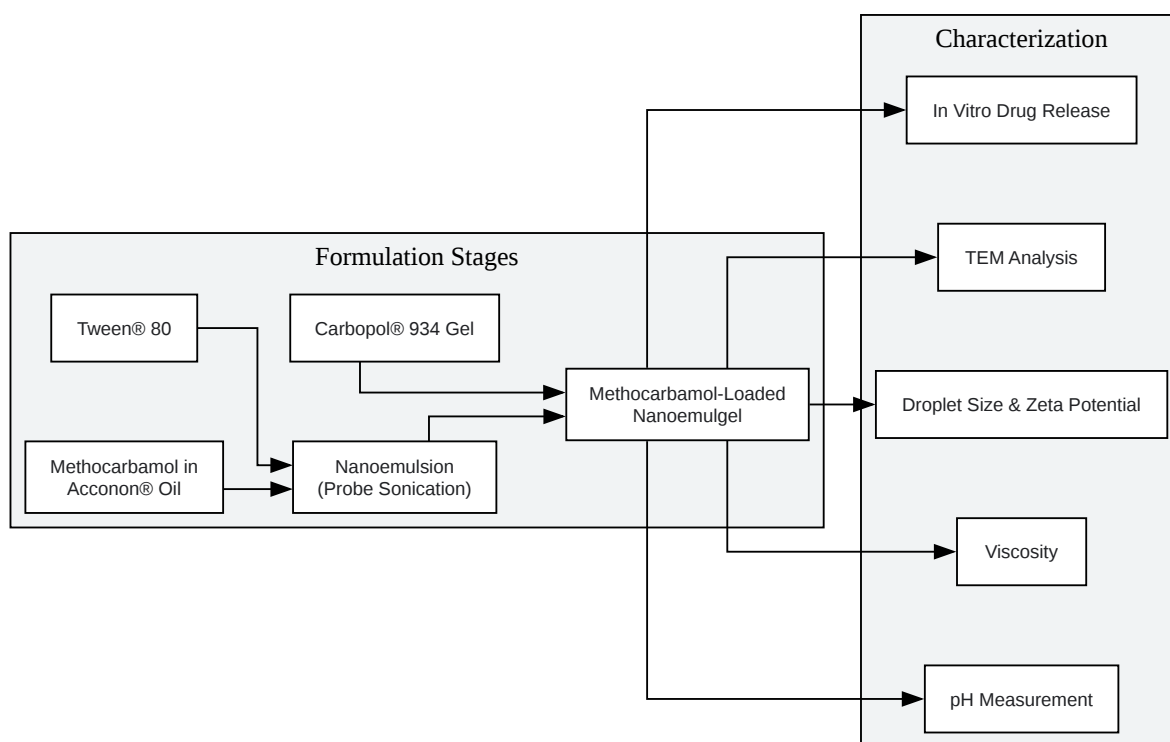 Formulation Stages
Tween® 80
Carbopol® 934 Gel
Methocarbamol in
Acconon® Oil
Nanoemulsion
(Probe Sonication)
Methocarbamol-Loaded
Nanoemulgel
Characterization
In Vitro Drug Release
TEM Analysis
Droplet Size & Zeta Potential
Viscosity
pH Measurement